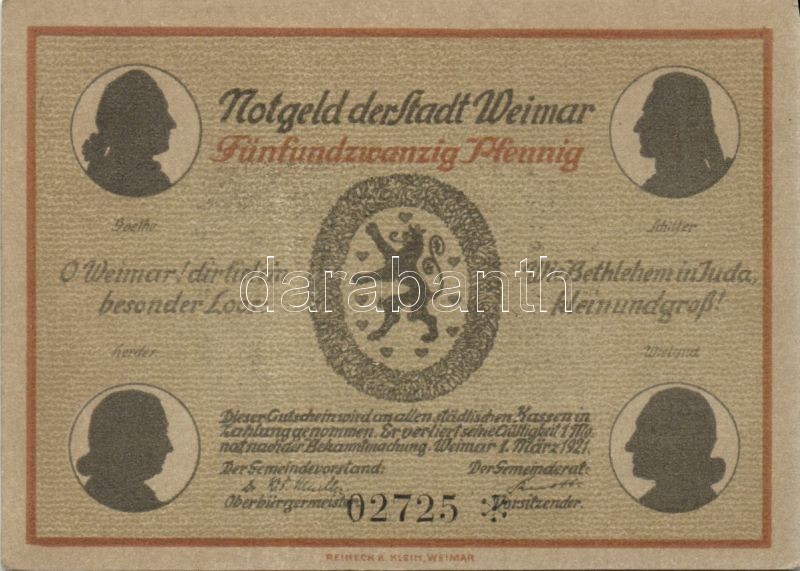 Notgeld der Stadt Weimar
Fünfundzwanzig Pfennig
Goethe
Schiller
O Weimar! dir fiel ein
besonder Los:
Wie Bethlehem in Juda,
klein und groß!
darabanth
Herder
Wieland
Dieser Gutschein wird an allen städtischen Kassen in
Zahlung genommen. Er verliert seine Gültigkeit 1 Mo,
nat nach der Bekanntmachung. Weimar 1. März 1921.
Der Gemeindevorstand:
Der Gemeinderat:
Oberbürgermeister
02725
Vorsitzender.
REINECK & KLEIN, WEIMAR